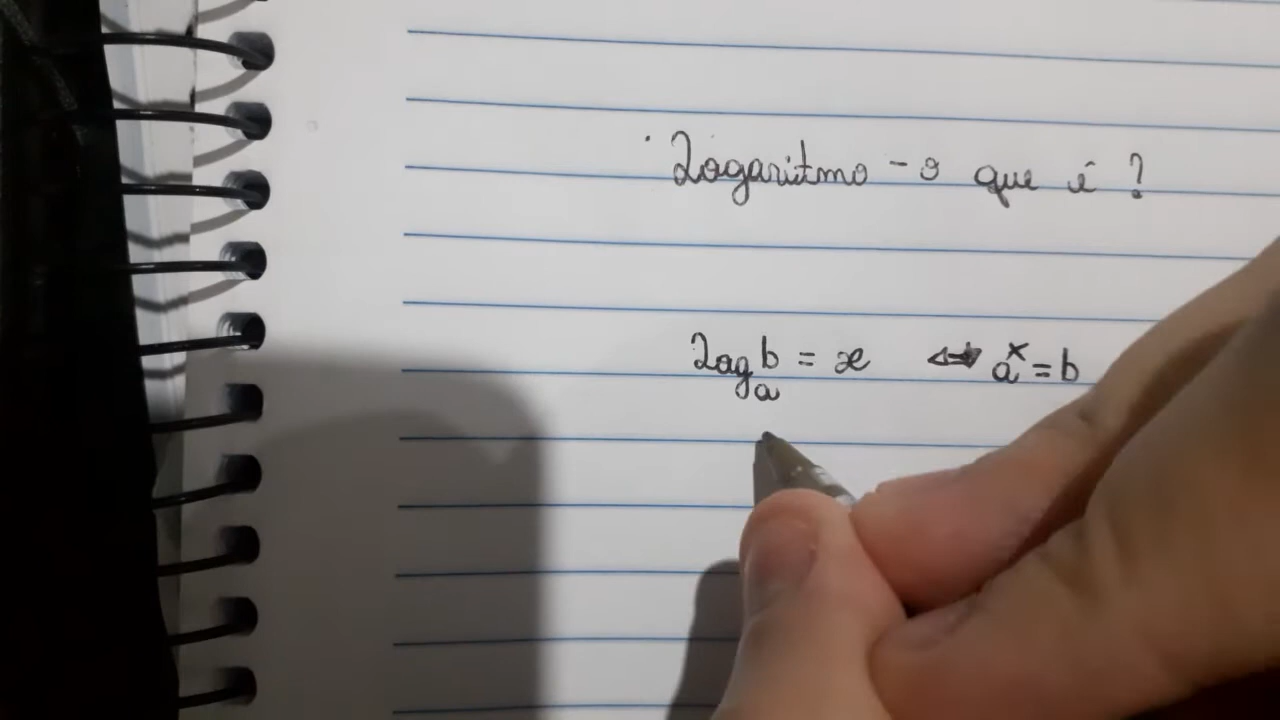 · Logaritmo - o que é ?
Log_a b = x ⇔ a^x = b